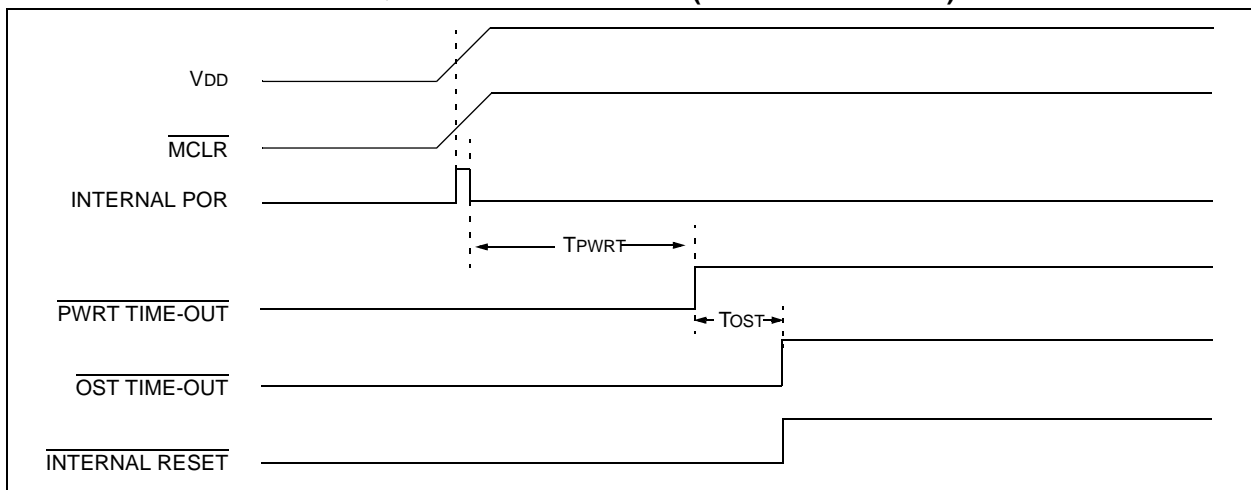 VDD
MCLR
INTERNAL POR
TPWRT
PWRT TIME-OUT
TOST
OST TIME-OUT
INTERNAL RESET